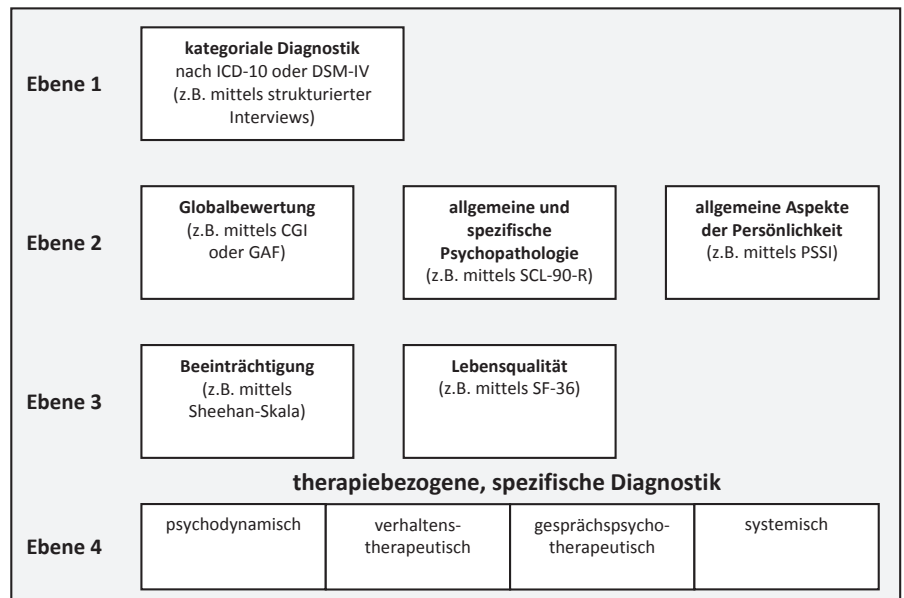 Ebene 1
kategoriale Diagnostik
nach ICD-10 oder DSM-IV
(z.B. mittels strukturierter
Interviews)
Ebene 2
Globalbewertung
(z.B. mittels CGI
oder GAF)
allgemeine und
spezifische
Psychopathologie
(z.B. mittels SCL-90-R)
allgemeine Aspekte
der Persönlichkeit
(z.B. mittels PSSI)
Ebene 3
Beeinträchtigung
(z.B. mittels
Sheehan-Skala)
Lebensqualität
(z.B. mittels SF-36)
therapiebezogene, spezifische Diagnostik
Ebene 4
psychodynamisch
verhaltens-
therapeutisch
gesprächspsycho-
therapeutisch
systemisch